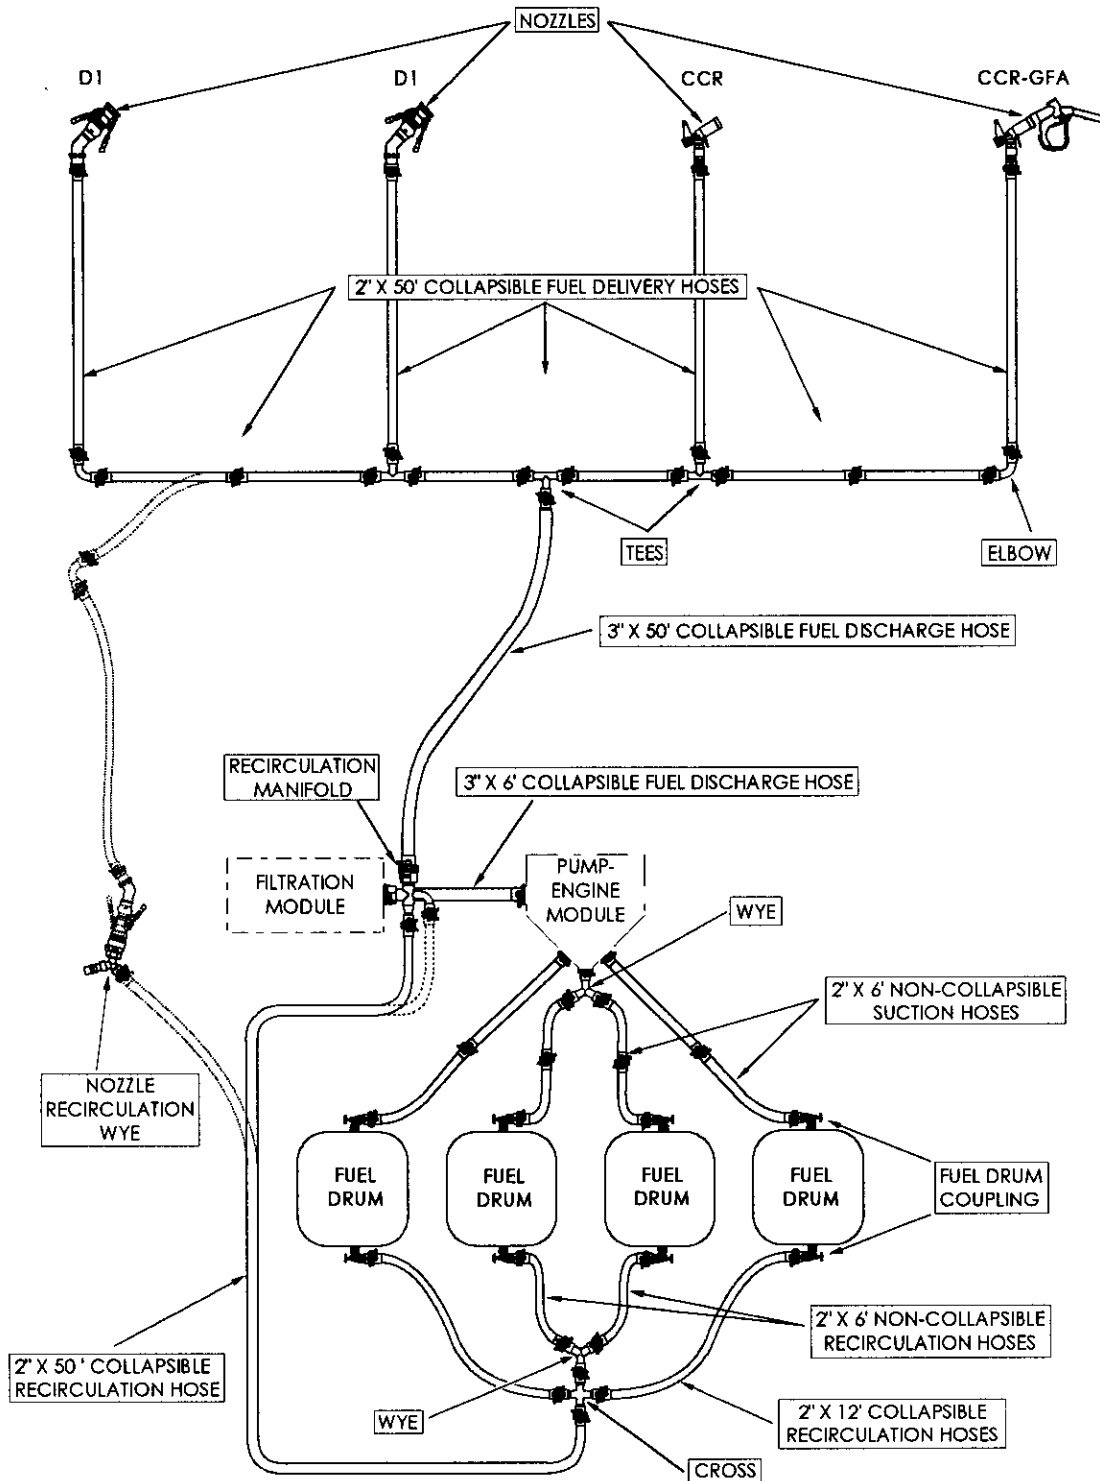 NOZZLES
D1
D1
CCR
CCR-GFA
2" X 50' COLLAPSIBLE FUEL DELIVERY HOSES
TEES
ELBOW
3" X 50' COLLAPSIBLE FUEL DISCHARGE HOSE
RECIRCULATION
MANIFOLD
3" X 6' COLLAPSIBLE FUEL DISCHARGE HOSE
FILTRATION
MODULE
PUMP-
ENGINE
MODULE
WYE
2" X 6' NON-COLLAPSIBLE
SUCTION HOSES
NOZZLE
RECIRCULATION
WYE
FUEL
DRUM
FUEL
DRUM
FUEL
DRUM
FUEL
DRUM
FUEL DRUM
COUPLING
2" X 6' NON-COLLAPSIBLE
RECIRCULATION HOSES
2" X 50 ' COLLAPSIBLE
RECIRCULATION HOSE
WYE
2" X 12' COLLAPSIBLE
RECIRCULATION HOSES
CROSS